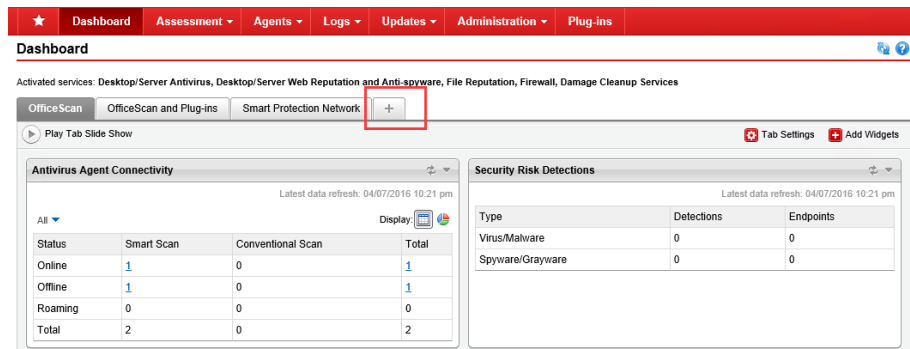 Dashboard Assessment Agents Logs Updates Administration Plug-ins
Dashboard
Activated services: Desktop/Server Antivirus, Desktop/Server Web Reputation and Anti-spyware, File Reputation, Firewall, Damage Cleanup Services
OfficeScan OfficeScan and Plug-ins Smart Protection Network +
Play Tab Slide Show Tab Settings Add Widgets
Antivirus Agent Connectivity
Latest data refresh: 04/07/2016 10:21 pm
All Display:
Status Smart Scan Conventional Scan Total
Online 1 0 1
Offline 1 0 1
Roaming 0 0 0
Total 2 0 2
Security Risk Detections
Latest data refresh: 04/07/2016 10:21 pm
Type Detections Endpoints
Virus/Malware 0 0
Spyware/Grayware 0 0